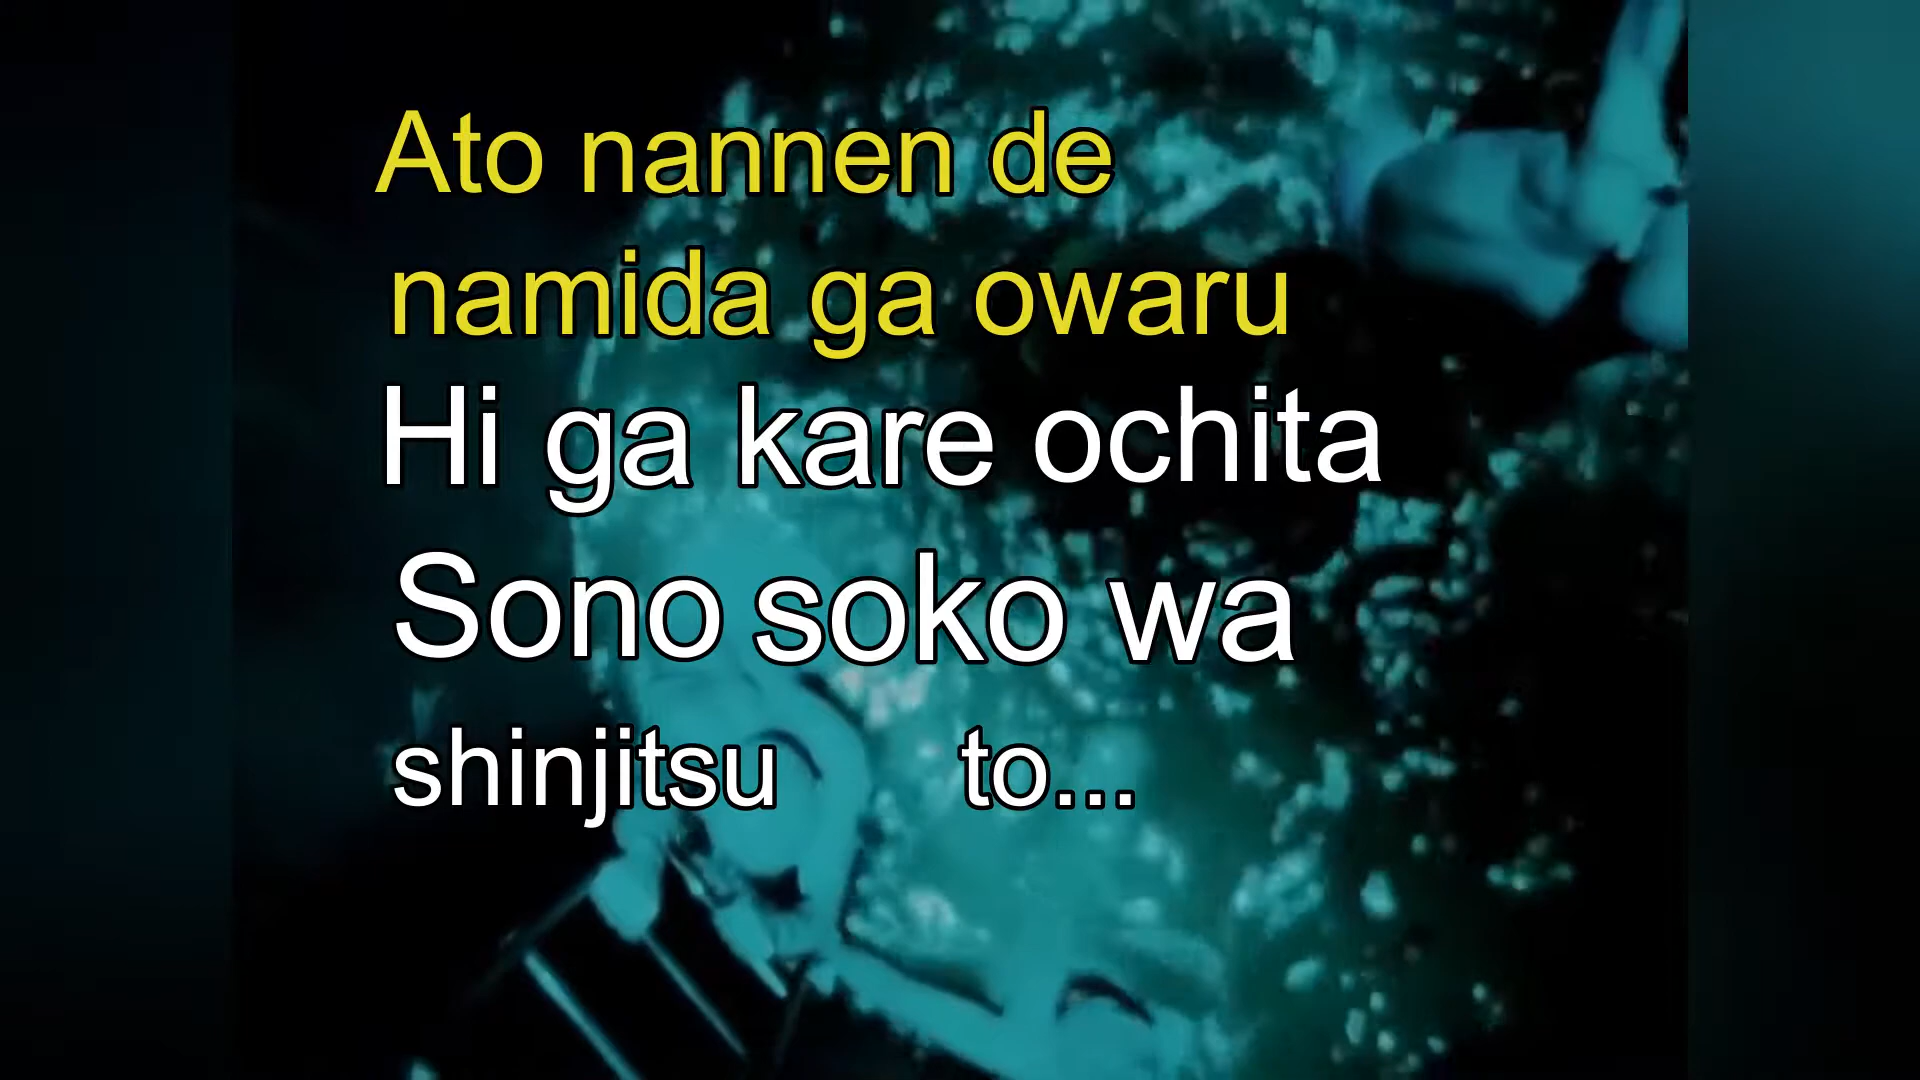 Ato nannen de
namida ga owaru
Hi ga kare ochita
Sono soko wa
shinjitsu to...